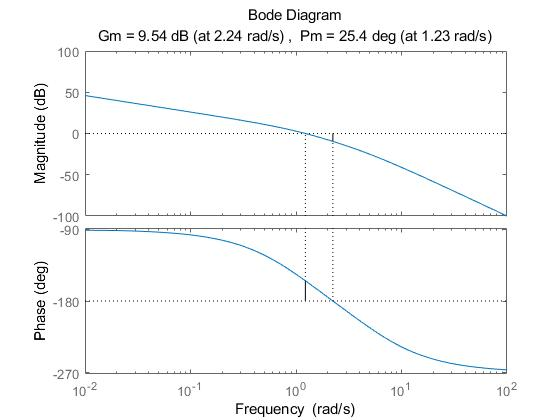 Bode Diagram
Gm = 9.54 dB (at 2.24 rad/s) ,  Pm = 25.4 deg (at 1.23 rad/s)
100
50
0
-50
-100
Magnitude (dB)
-90
-180
-270
Phase (deg)
10^-2
10^-1
10^0
10^1
10^2
Frequency (rad/s)